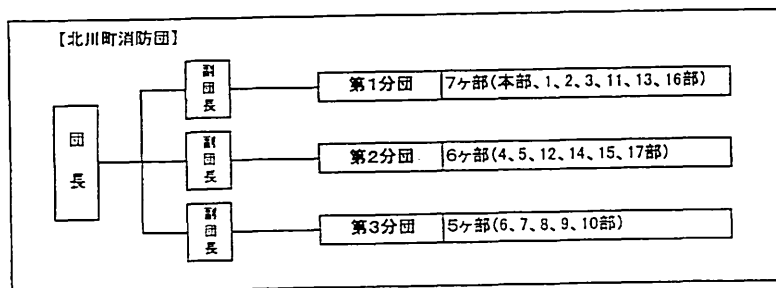 【北川町消防団】
団長
副団長
第1分団 7ヶ部(本部、1、2、3、11、13、16部)
副団長
第2分団 6ヶ部(4、5、12、14、15、17部)
副団長
第3分団 5ヶ部(6、7、8、9、10部)